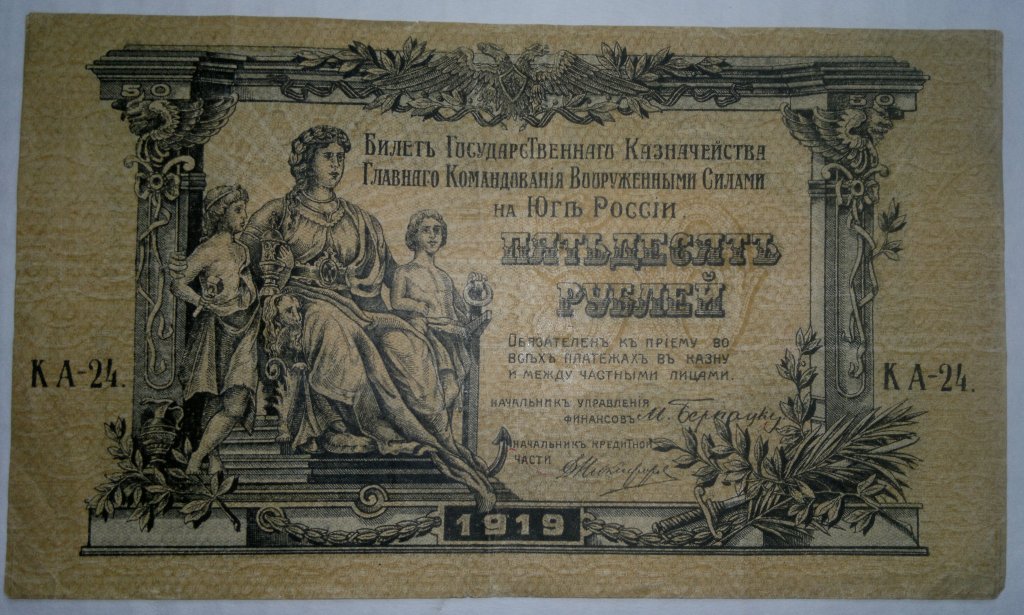 50
50
Билетъ Государственнаго Казначейства
Главнаго Командованія Вооруженными Силами
на Югѣ Россіи.
ПЯТЬДЕСЯТЪ
РУБЛЕЙ
Обязателенъ къ пріему во
всѣхъ платежахъ въ казну
и между частными лицами.
КА-24.
КА-24.
Начальникъ управленія
финансовъ
Начальникъ кредитной
части
1919